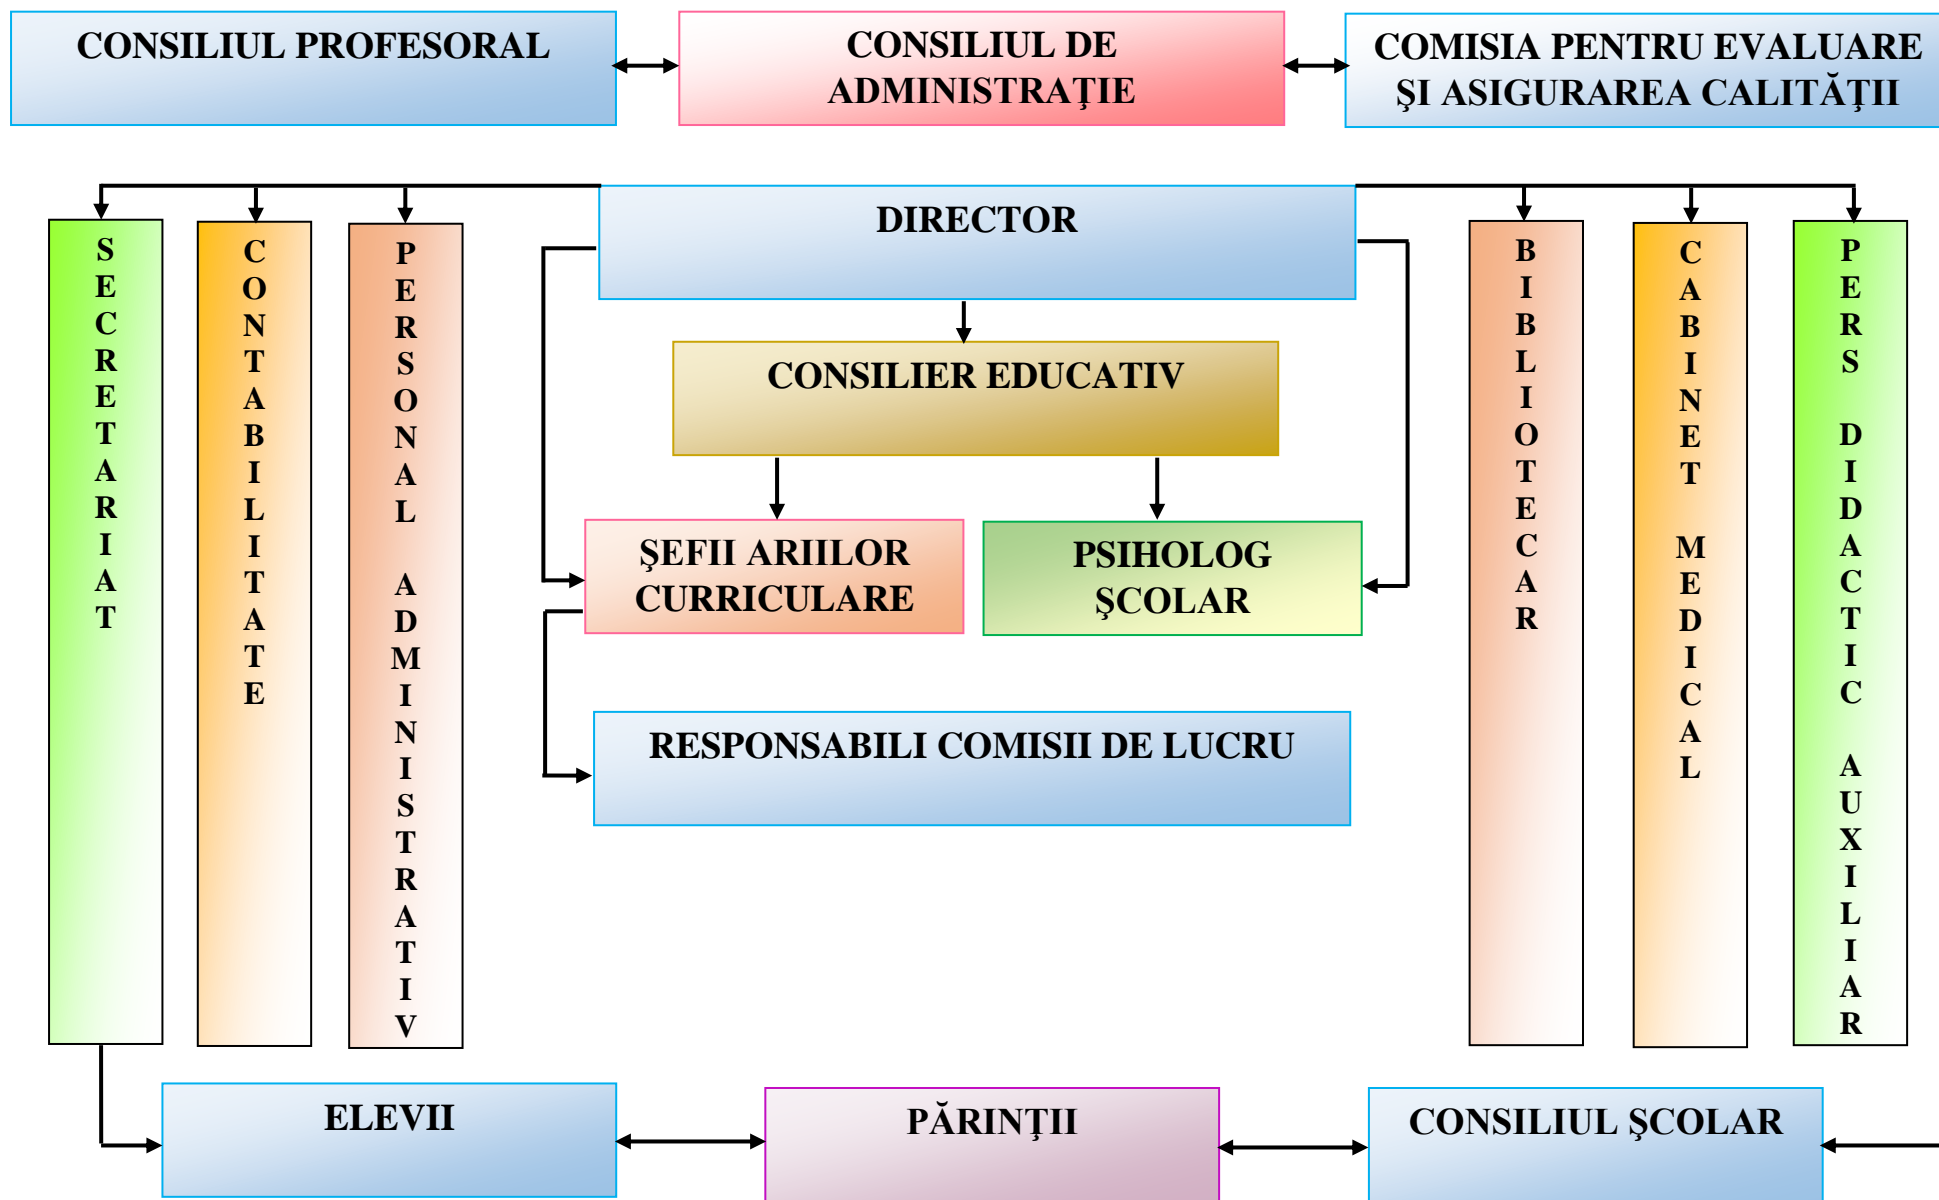 CONSILIUL PROFESORAL
CONSILIUL DE
ADMINISTRAŢIE
COMISIA PENTRU EVALUARE
ŞI ASIGURAREA CALITĂŢII
DIRECTOR
SECRETARIAT
CONTABILITATE
PERSONAL ADMINISTRATIV
CONSILIER EDUCATIV
ŞEFII ARIILOR
CURRICULARE
PSIHOLOG
ŞCOLAR
RESPONSABILI COMISII DE LUCRU
BIBLIOTECAR
CABINET MEDICAL
PERS DIDACTIC AUXILIAR
ELEVII
PĂRINŢII
CONSILIUL ŞCOLAR